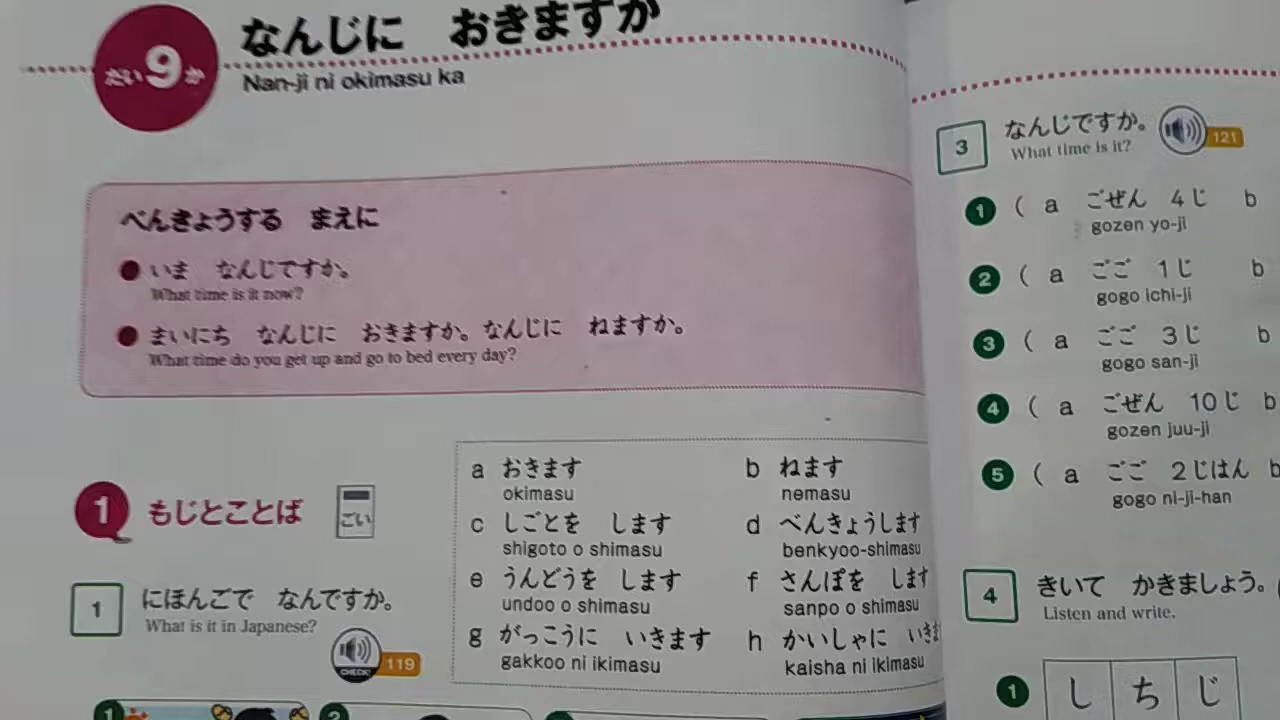 だい9か
なんじに　おきますか
Nan-ji ni okimasu ka
べんきょうする　まえに
いま　なんじですか。
What time is it now?
まいにち　なんじに　おきますか。なんじに　ねますか。
What time do you get up and go to bed every day?
1 もじとことば ごい
1 にほんごで　なんですか。
What is it in Japanese?
CHECK! 119
a おきます b ねます
okimasu nemasu
c しごとを　します d べんきょうします
shigoto o shimasu benkyoo-shimasu
e うんどうを　します f さんぽを　します
undoo o shimasu sanpo o shimasu
g がっこうに　いきます h かいしゃに　いきま
gakkoo ni ikimasu kaisha ni ikimasu
1 2
3 なんじですか。 121
What time is it?
1 ( a ごぜん　4じ b
gozen yo-ji
2 ( a ごご　1じ b
gogo ichi-ji
3 ( a ごご　3じ b
gogo san-ji
4 ( a ごぜん　10じ b
gozen juu-ji
5 ( a ごご　2じはん b
gogo ni-ji-han
4 きいて　かきましょう。
Listen and write.
1 し ち じ